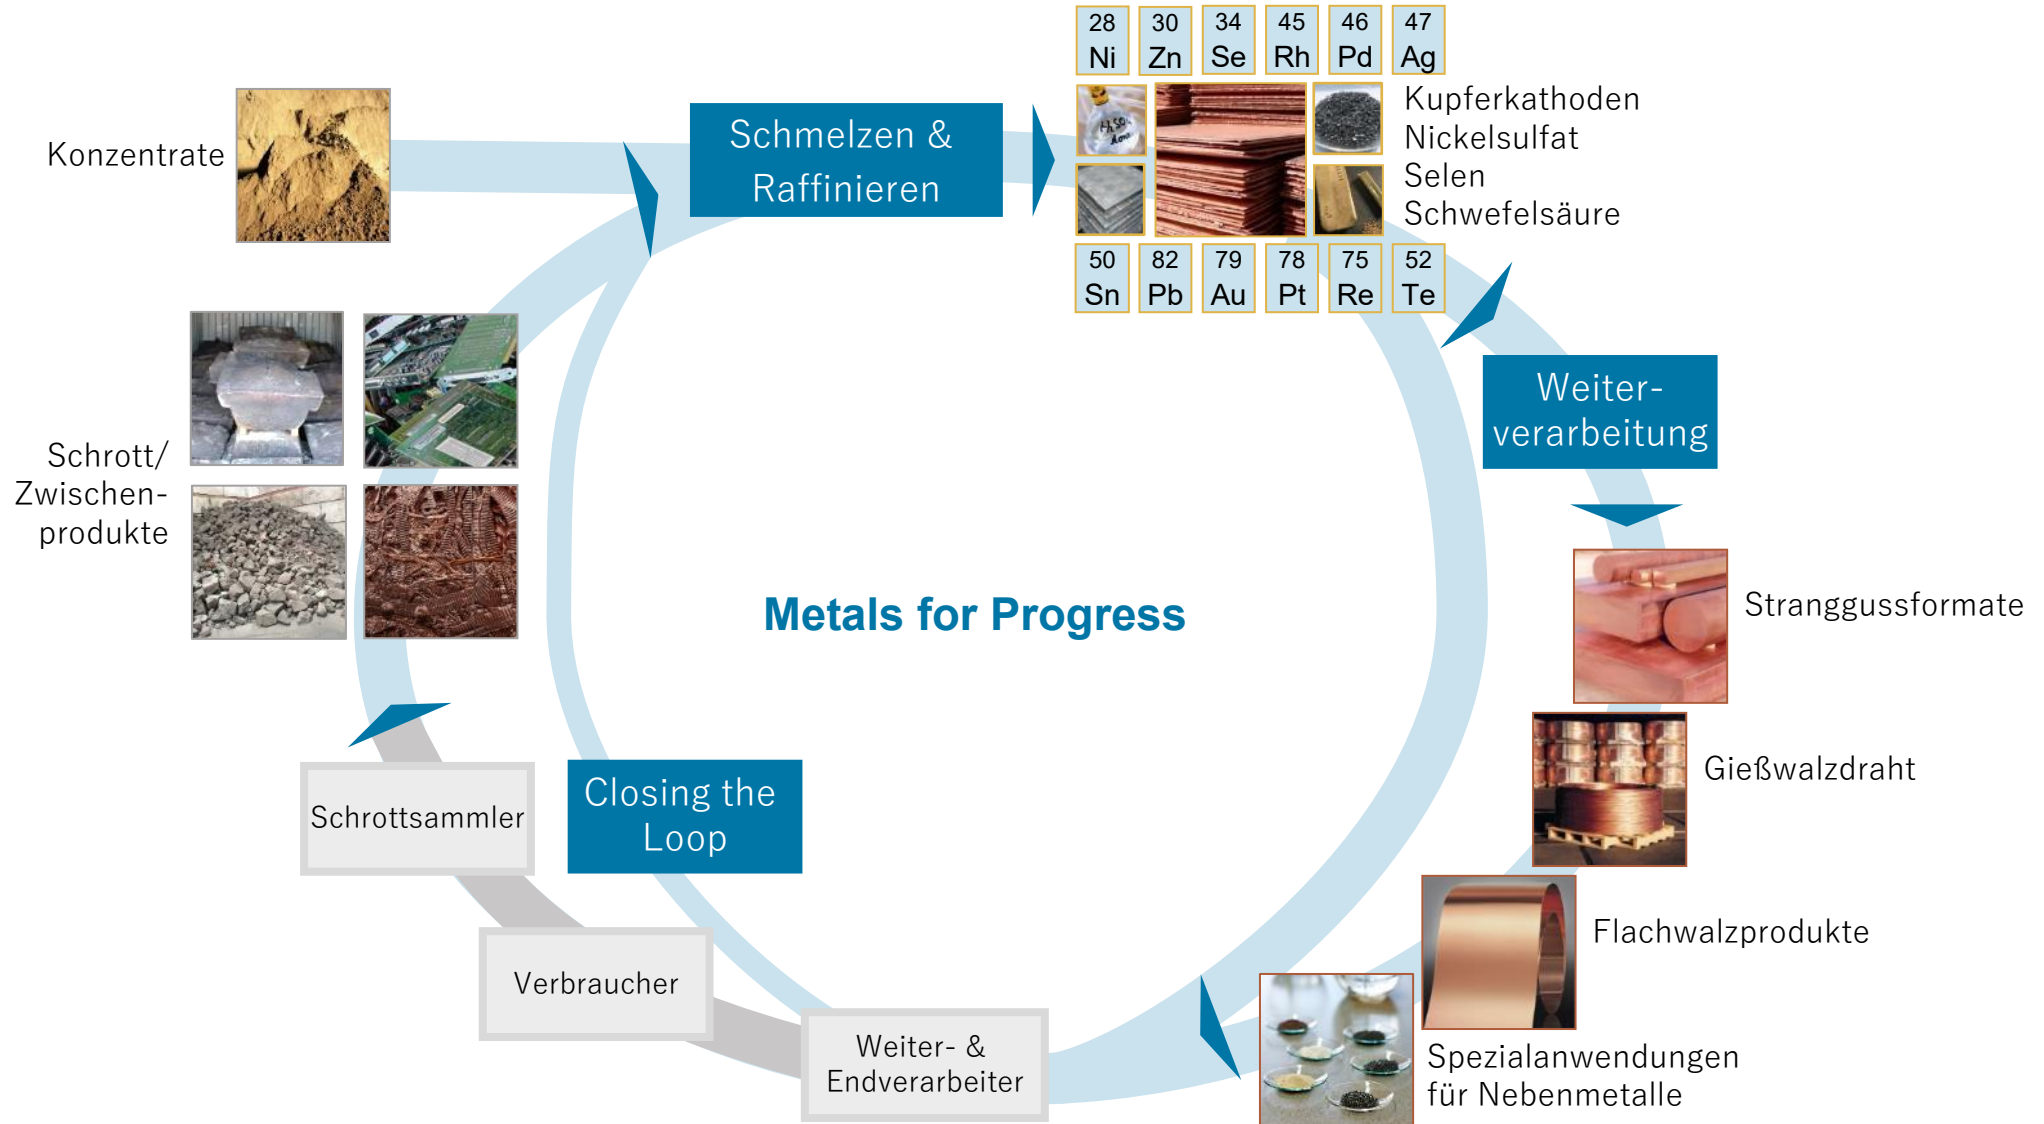 28 30 34 45 46 47
Ni Zn Se Rh Pd Ag
Kupferkathoden
Nickelsulfat
Selen
Schwefelsäure
50 82 79 78 75 52
Sn Pb Au Pt Re Te
Konzentrate
Schmelzen &
Raffinieren
Weiter-
verarbeitung
Schrott/
Zwischen-
produkte
Metals for Progress
Stranggussformate
Gießwalzdraht
Flachwalzprodukte
Spezialanwendungen
für Nebenmetalle
Schrottsammler
Closing the
Loop
Verbraucher
Weiter- &
Endverarbeiter